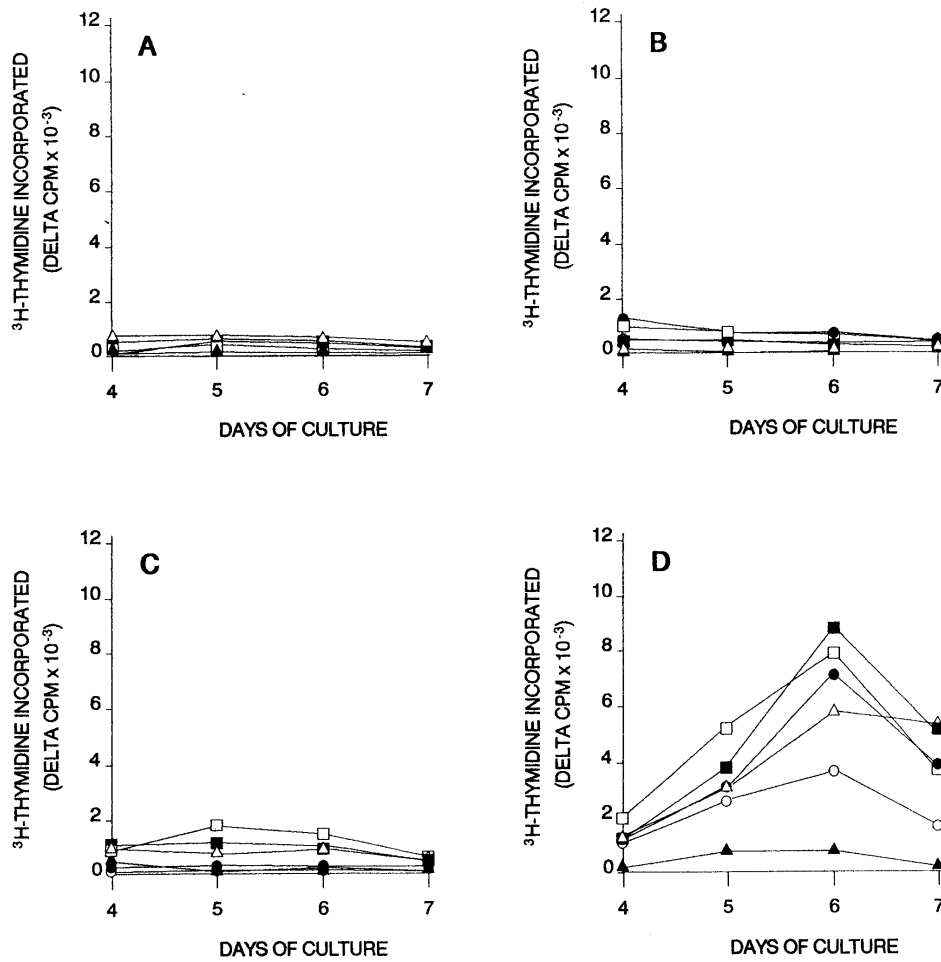 A
³H-THYMIDINE INCORPORATED
(DELTA CPM x 10⁻³)
12
10
8
6
4
2
0
4 5 6 7
DAYS OF CULTURE
B
³H-THYMIDINE INCORPORATED
(DELTA CPM x 10⁻³)
12
10
8
6
4
2
0
4 5 6 7
DAYS OF CULTURE
C
³H-THYMIDINE INCORPORATED
(DELTA CPM x 10⁻³)
12
10
8
6
4
2
0
4 5 6 7
DAYS OF CULTURE
D
³H-THYMIDINE INCORPORATED
(DELTA CPM x 10⁻³)
12
10
8
6
4
2
0
4 5 6 7
DAYS OF CULTURE